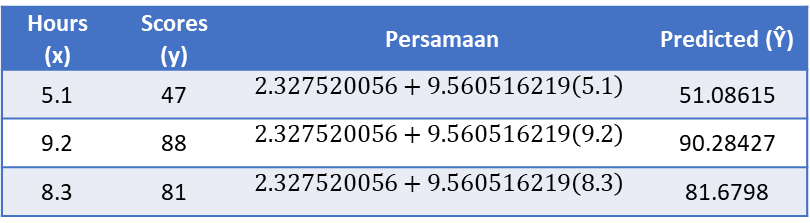 Hours (x) Scores (y) Persamaan Predicted (Ŷ)
5.1 47 2.327520056 + 9.560516219(5.1) 51.08615
9.2 88 2.327520056 + 9.560516219(9.2) 90.28427
8.3 81 2.327520056 + 9.560516219(8.3) 81.6798